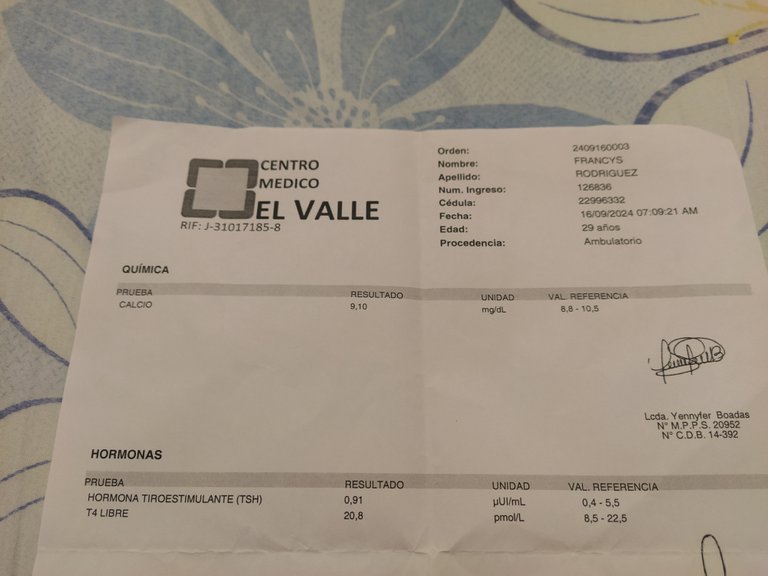 CENTRO
MEDICO
EL VALLE
RIF: J-31017185-8
Orden: 2409160003
Nombre: FRANCYS
Apellido: RODRIGUEZ
Num. Ingreso: 126836
Cédula: 22996332
Fecha: 16/09/2024 07:09:21 AM
Edad: 29 años
Procedencia: Ambulatorio
QUÍMICA
PRUEBA RESULTADO UNIDAD VAL. REFERENCIA
CALCIO 9,10 mg/dL 8,8 - 10,5
Lcda. Yennyfer Boadas
N° M.P.P.S. 20952
N° C.D.B. 14-392
HORMONAS
PRUEBA RESULTADO UNIDAD VAL. REFERENCIA
HORMONA TIROESTIMULANTE (TSH) 0,91 µUI/mL 0,4 - 5,5
T4 LIBRE 20,8 pmol/L 8,5 - 22,5